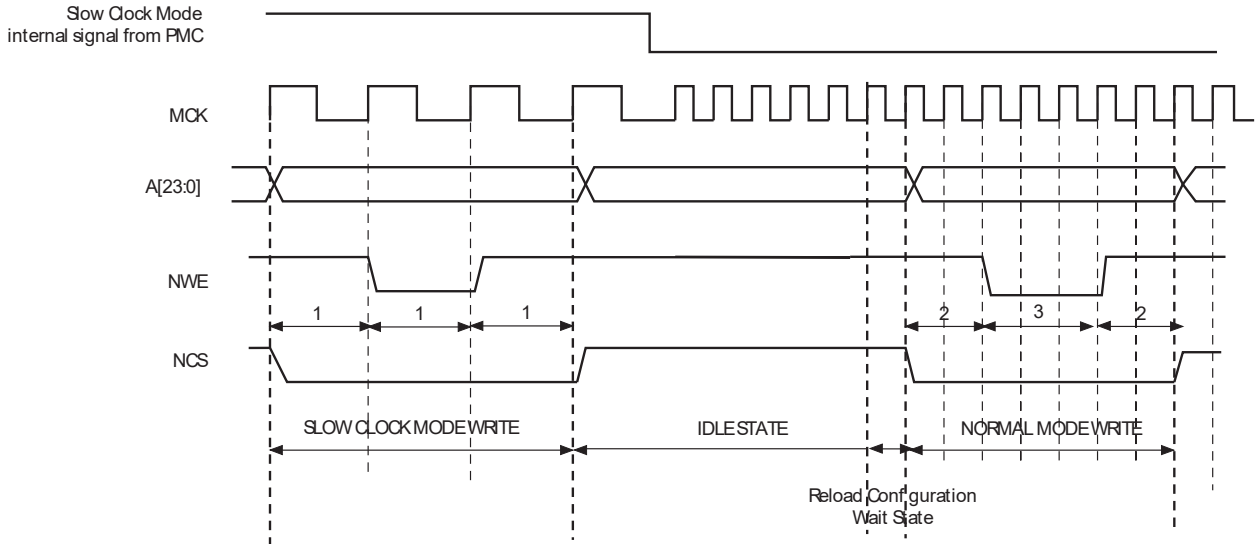 Slow Clock Mode
internal signal from PMC
MCK
A[23:0]
NWE
1 1 1 2 3 2
NCS
SLOW CLOCK MODE WRITE IDLE STATE NORMAL MODE WRITE
Reload Configuration
Wait State